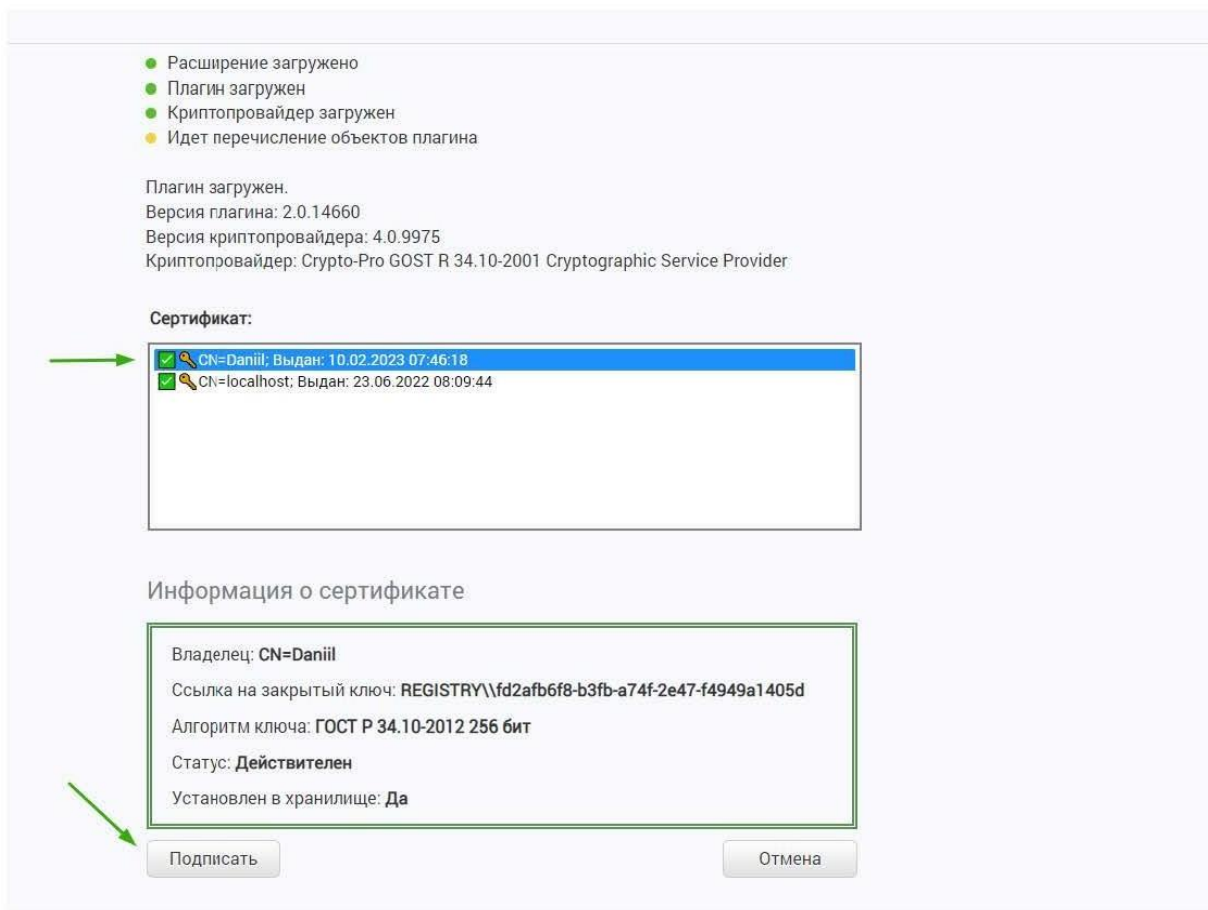 Расширение загружено
Плагин загружен
Криптопровайдер загружен
Идет перечисление объектов плагина
Плагин загружен.
Версия плагина: 2.0.14660
Версия криптопровайдера: 4.0.9975
Криптопровайдер: Crypto-Pro GOST R 34.10-2001 Cryptographic Service Provider
Сертификат:
CN=Daniil; Выдан: 10.02.2023 07:46:18
CN=localhost; Выдан: 23.06.2022 08:09:44
Информация о сертификате
Владелец: CN=Daniil
Ссылка на закрытый ключ: REGISTRY\\fd2afb6f8-b3fb-a74f-2e47-f4949a1405d
Алгоритм ключа: ГОСТ Р 34.10-2012 256 бит
Статус: Действителен
Установлен в хранилище: Да
Подписать Отмена